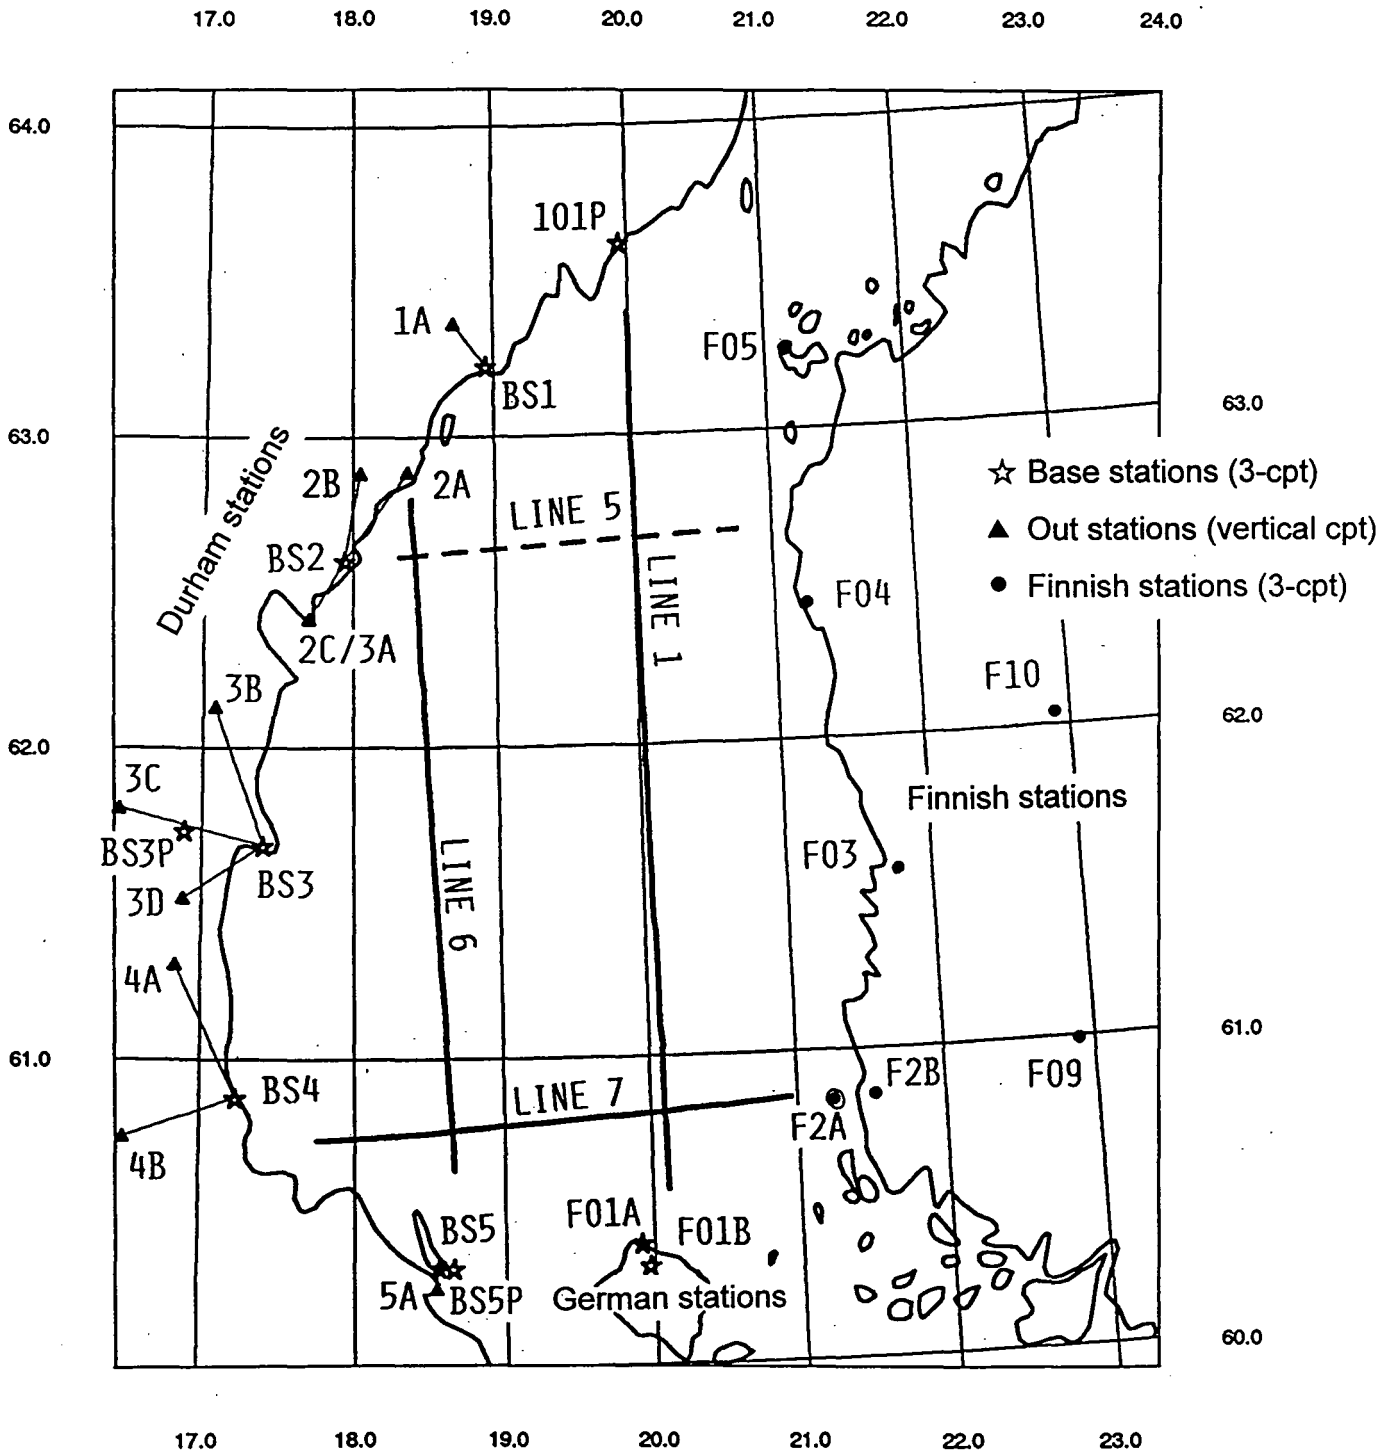 17.0 18.0 19.0 20.0 21.0 22.0 23.0 24.0
64.0
101P
1A
F05
BS1
63.0
63.0
Durham stations
2B
2A
Base stations (3-cpt)
LINE 5
Out stations (vertical cpt)
BS2
LINE 1
F04
Finnish stations (3-cpt)
2C/3A
3B
F10
62.0
62.0
3C
Finnish stations
BS3P
F03
BS3
LINE 6
3D
4A
61.0
61.0
BS4
LINE 7
F2B
F09
F2A
4B
F01A
F01B
BS5
5A
BS5P
German stations
60.0
17.0 18.0 19.0 20.0 21.0 22.0 23.0